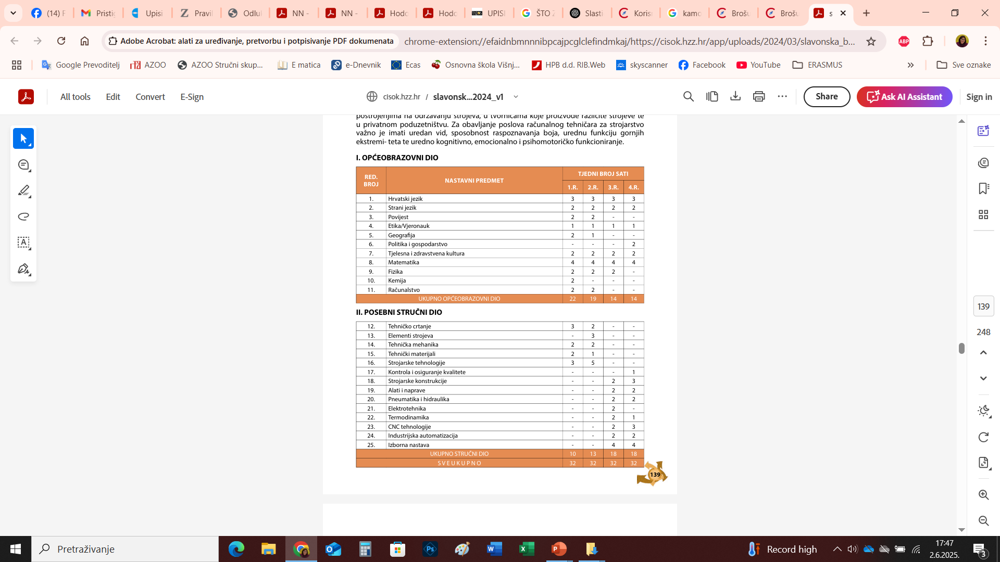 (14) F
Pristig
Upisi
Pravil
Odluk
NN -
NN -
Hodo
Hodo
UPISI
ŠTO Z
Slasti
Korisn
kamo
Brošu
Brošu
s
Adobe Acrobat: alati za uređivanje, pretvorbu i potpisivanje PDF dokumenata
chrome-extension://efaidnbmnnnibpcajpcglclefindmkaj/https://cisok.hzz.hr/app/uploads/2024/03/slavonska_b...
ABP
Google Prevoditelj
AZOO
AZOO Stručni skup...
E matica
e-Dnevnik
Ecas
Osnovna škola Višnj...
HPB d.d. RIB.Web
skyscanner
Facebook
YouTube
ERASMUS
Sve oznake
All tools
Edit
Convert
E-Sign
cisok.hzz.hr / slavonsk...2024_v1
Share
Ask AI Assistant
Sign in
postrojenjima na održavanju strojeva, u tvornicama koje proizvode različite strojeve te
u privatnom poduzetništvu. Za obavljanje poslova računalnog tehničara za strojarstvo
važno je imati uredan vid, sposobnost raspoznavanja boja, urednu funkciju gornjih
ekstremi- teta te uredno kognitivno, emocionalno i psihomotoričko funkcioniranje.
I. OPĆEOBRAZOVNI DIO
RED. BROJ NASTAVNI PREDMET TJEDNI BROJ SATI
1.R. 2.R. 3.R. 4.R.
1. Hrvatski jezik 3 3 3 3
2. Strani jezik 2 2 2 2
3. Povijest 2 2 - -
4. Etika/Vjeronauk 1 1 1 1
5. Geografija 2 1 - -
6. Politika i gospodarstvo - - - 2
7. Tjelesna i zdravstvena kultura 2 2 2 2
8. Matematika 4 4 4 4
9. Fizika 2 2 2 -
10. Kemija 2 - - -
11. Računalstvo 2 2 - -
UKUPNO OPĆEOBRAZOVNI DIO 22 19 14 14
II. POSEBNI STRUČNI DIO
12. Tehničko crtanje 3 2 - -
13. Elementi strojeva - 3 - -
14. Tehnička mehanika 2 2 - -
15. Tehnički materijali 2 1 - -
16. Strojarske tehnologije 3 5 - -
17. Kontrola i osiguranje kvalitete - - - 1
18. Strojarske konstrukcije - - 2 3
19. Alati i naprave - - 2 2
20. Pneumatika i hidraulika - - 2 2
21. Elektrotehnika - - 2 -
22. Termodinamika - - 2 1
23. CNC tehnologije - - 2 3
24. Industrijska automatizacija - - 2 2
25. Izborna nastava - - 4 4
UKUPNO STRUČNI DIO 10 13 18 18
SVEUKUPNO 32 32 32 32
139
139
248
Pretraživanje
Record high
17:47
2.6.2025.
3